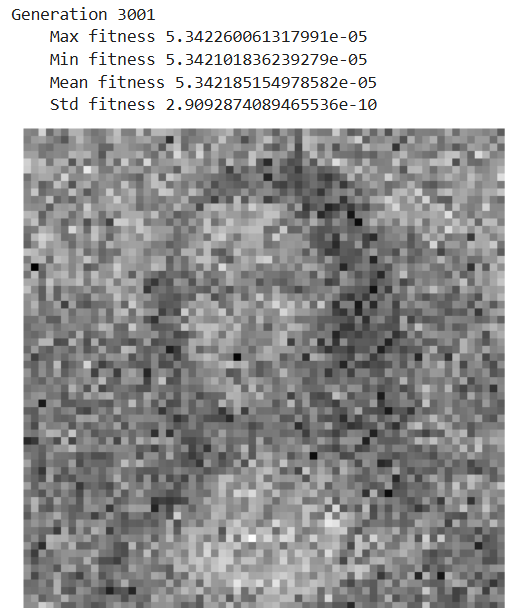 Generation 3001
Max fitness 5.342260061317991e-05
Min fitness 5.342101836239279e-05
Mean fitness 5.342185154978582e-05
Std fitness 2.9092874089465536e-10